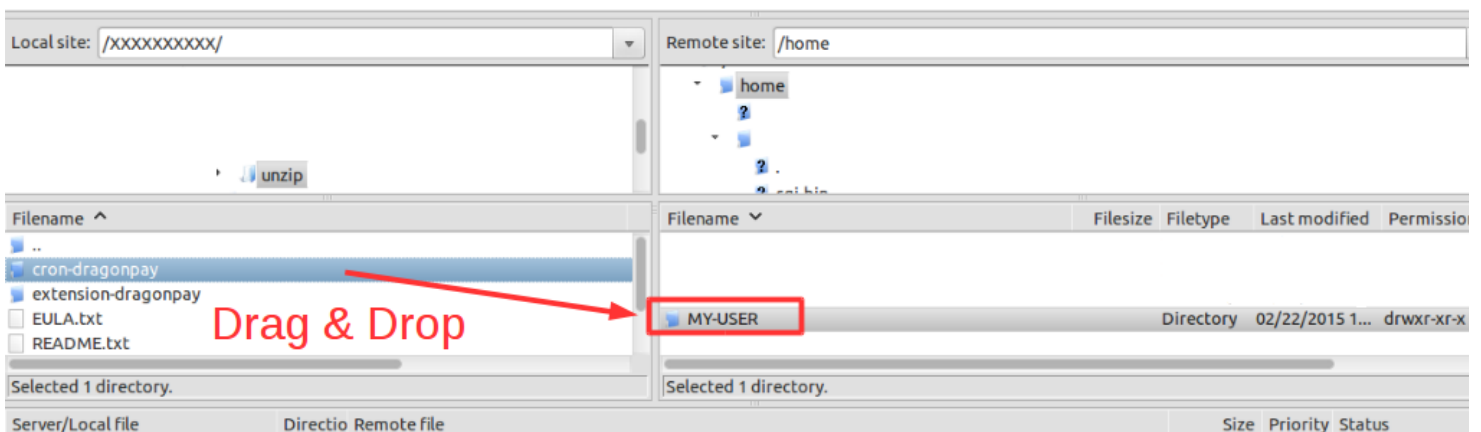 Local site: /XXXXXXXXXX/
Remote site: /home
home
?
?
.
unzip
Filename
Filename Filesize Filetype Last modified Permissio
..
cron-dragonpay
extension-dragonpay
EULA.txt
README.txt
Drag & Drop
MY-USER Directory 02/22/2015 1... drwxr-xr-x
Selected 1 directory.
Selected 1 directory.
Server/Local file Directio Remote file Size Priority Status